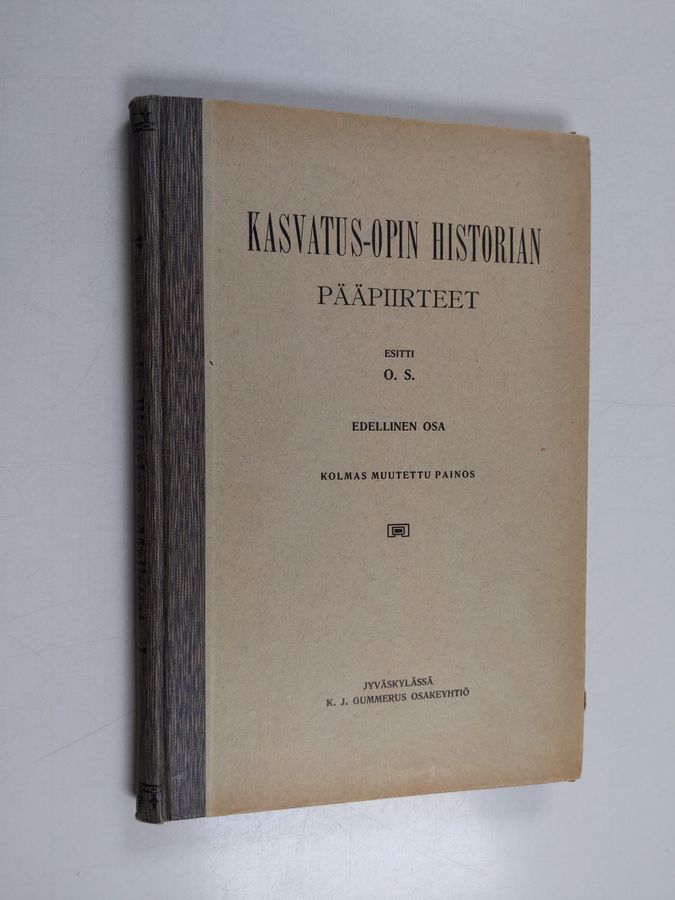 KASVATUS-OPIN HISTORIAN
PÄÄPIIRTEET
ESITTI
O. S.
EDELLINEN OSA
KOLMAS MUUTETTU PAINOS
JYVÄSKYLÄSSÄ
K. J. GUMMERUS OSAKEYHTIÖ